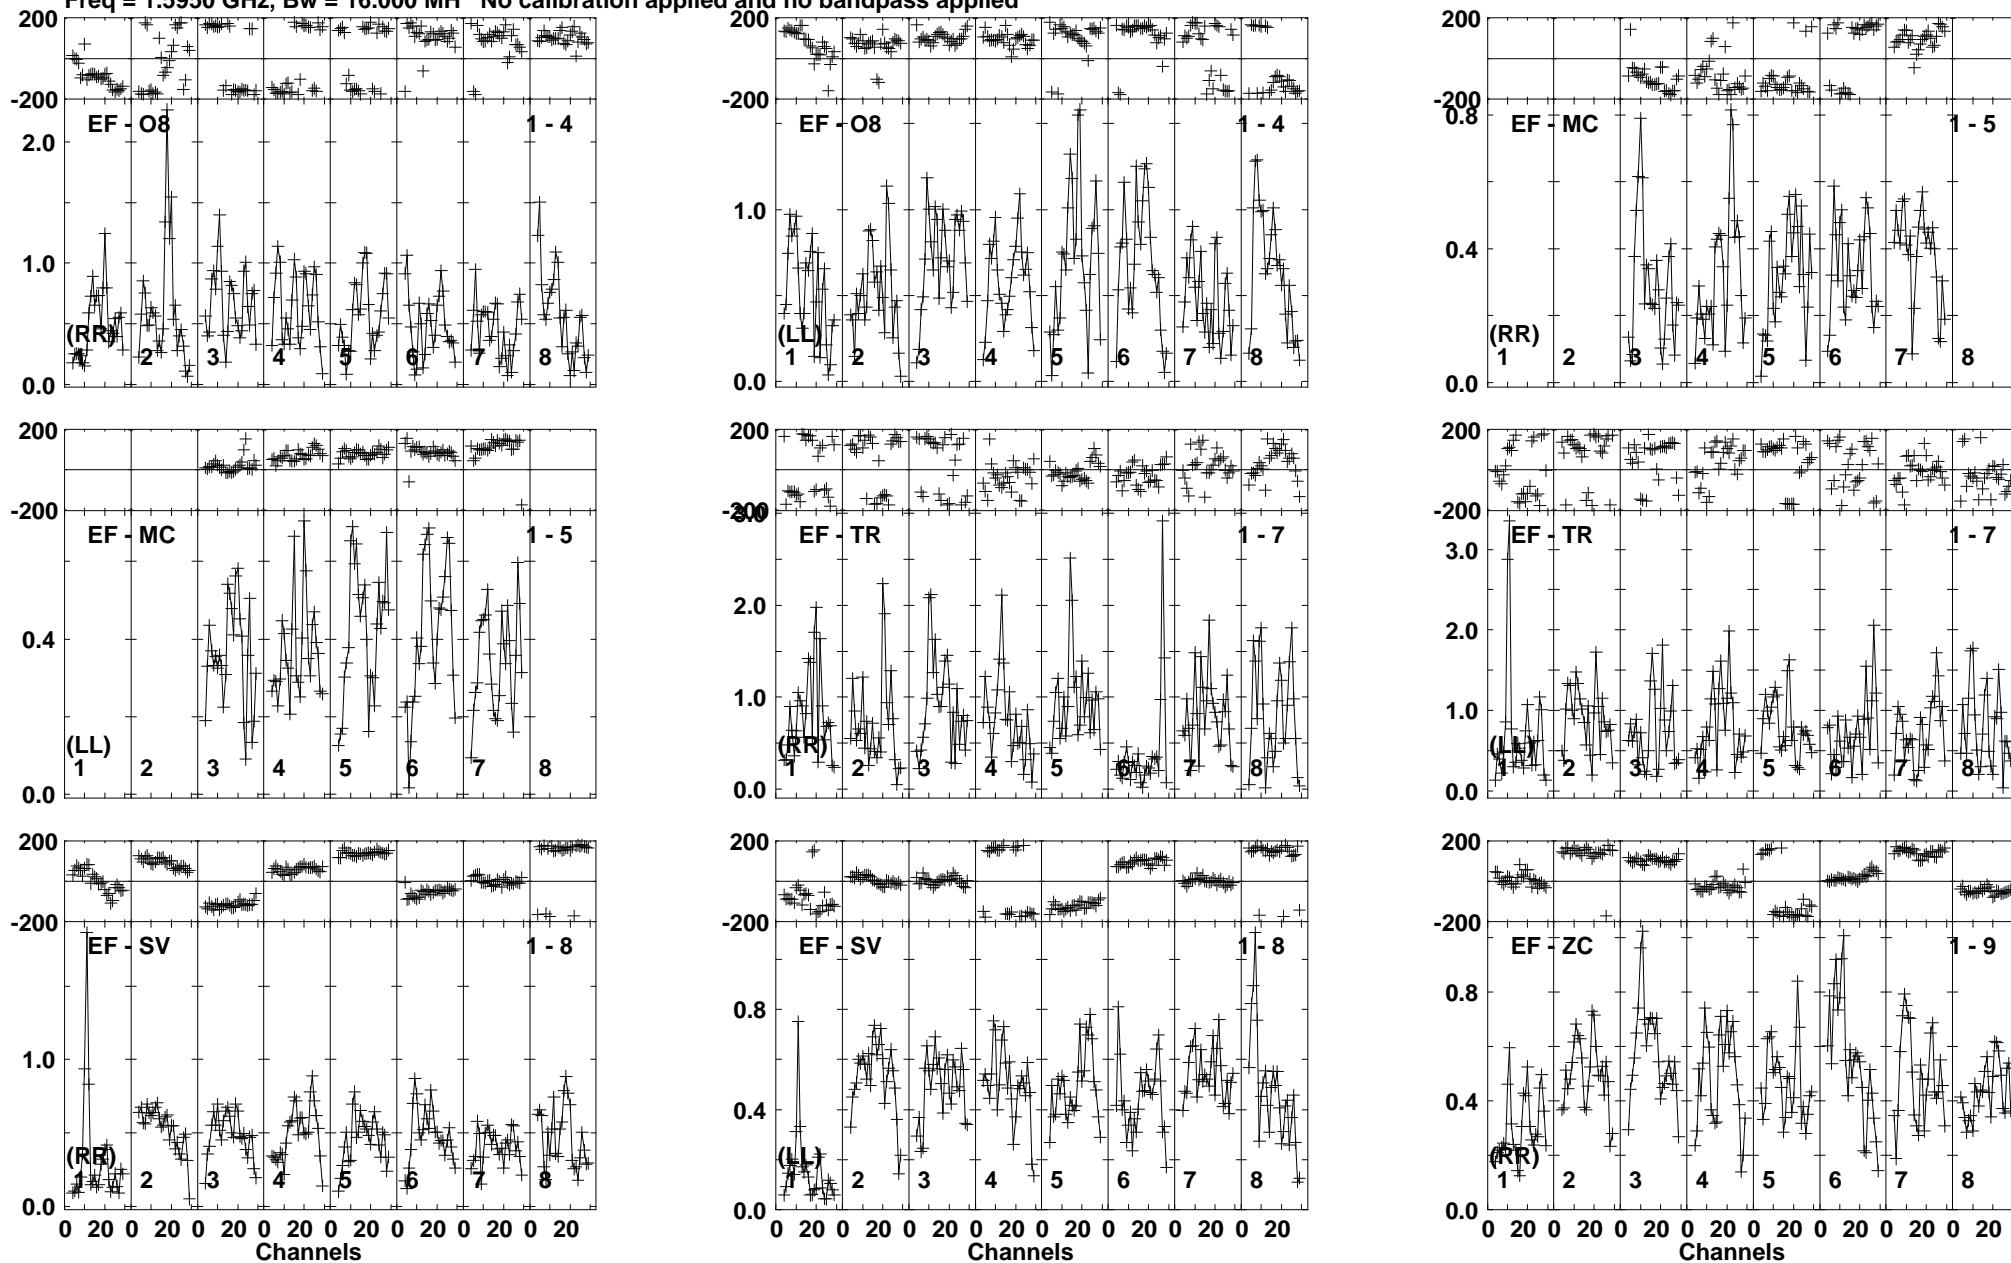 Freq = 1.5950 GHz, Bw = 16.000 MH No calibration applied and no bandpass applied
200 200 200
-200 -200 -200
EF - O8 1 - 4 EF - O8 1 - 4 EF - MC 1 - 5
0.8
2.0
1.0 1.0
0.4
(RR) (LL) (RR)
1 2 3 4 5 6 7 8 1 2 3 4 5 6 7 8 1 2 3 4 5 6 7 8
0.0 0.0 0.0
200 200 200
-200 -200 -200
3.0
EF - MC 1 - 5 EF - TR 1 - 7 EF - TR 1 - 7
3.0
2.0 2.0
0.4
1.0 1.0
(LL) (RR) (LL)
1 2 3 4 5 6 7 8 1 2 3 4 5 6 7 8 1 2 3 4 5 6 7 8
0.0 0.0 0.0
200 200 200
-200 -200 -200
EF - SV 1 - 8 EF - SV 1 - 8 EF - ZC 1 - 9
0.8 0.8
1.0
0.4 0.4
(RR) (LL) (RR)
1 2 3 4 5 6 7 8 1 2 3 4 5 6 7 8 1 2 3 4 5 6 7 8
0.0 0.0 0.0
0 20 0 20 0 20 0 20 0 20 0 20 0 20 0 20 0 20 0 20 0 20 0 20 0 20 0 20 0 20 0 20 0 20 0 20 0 20 0 20 0 20 0 20 0 20 0 20
Channels Channels Channels